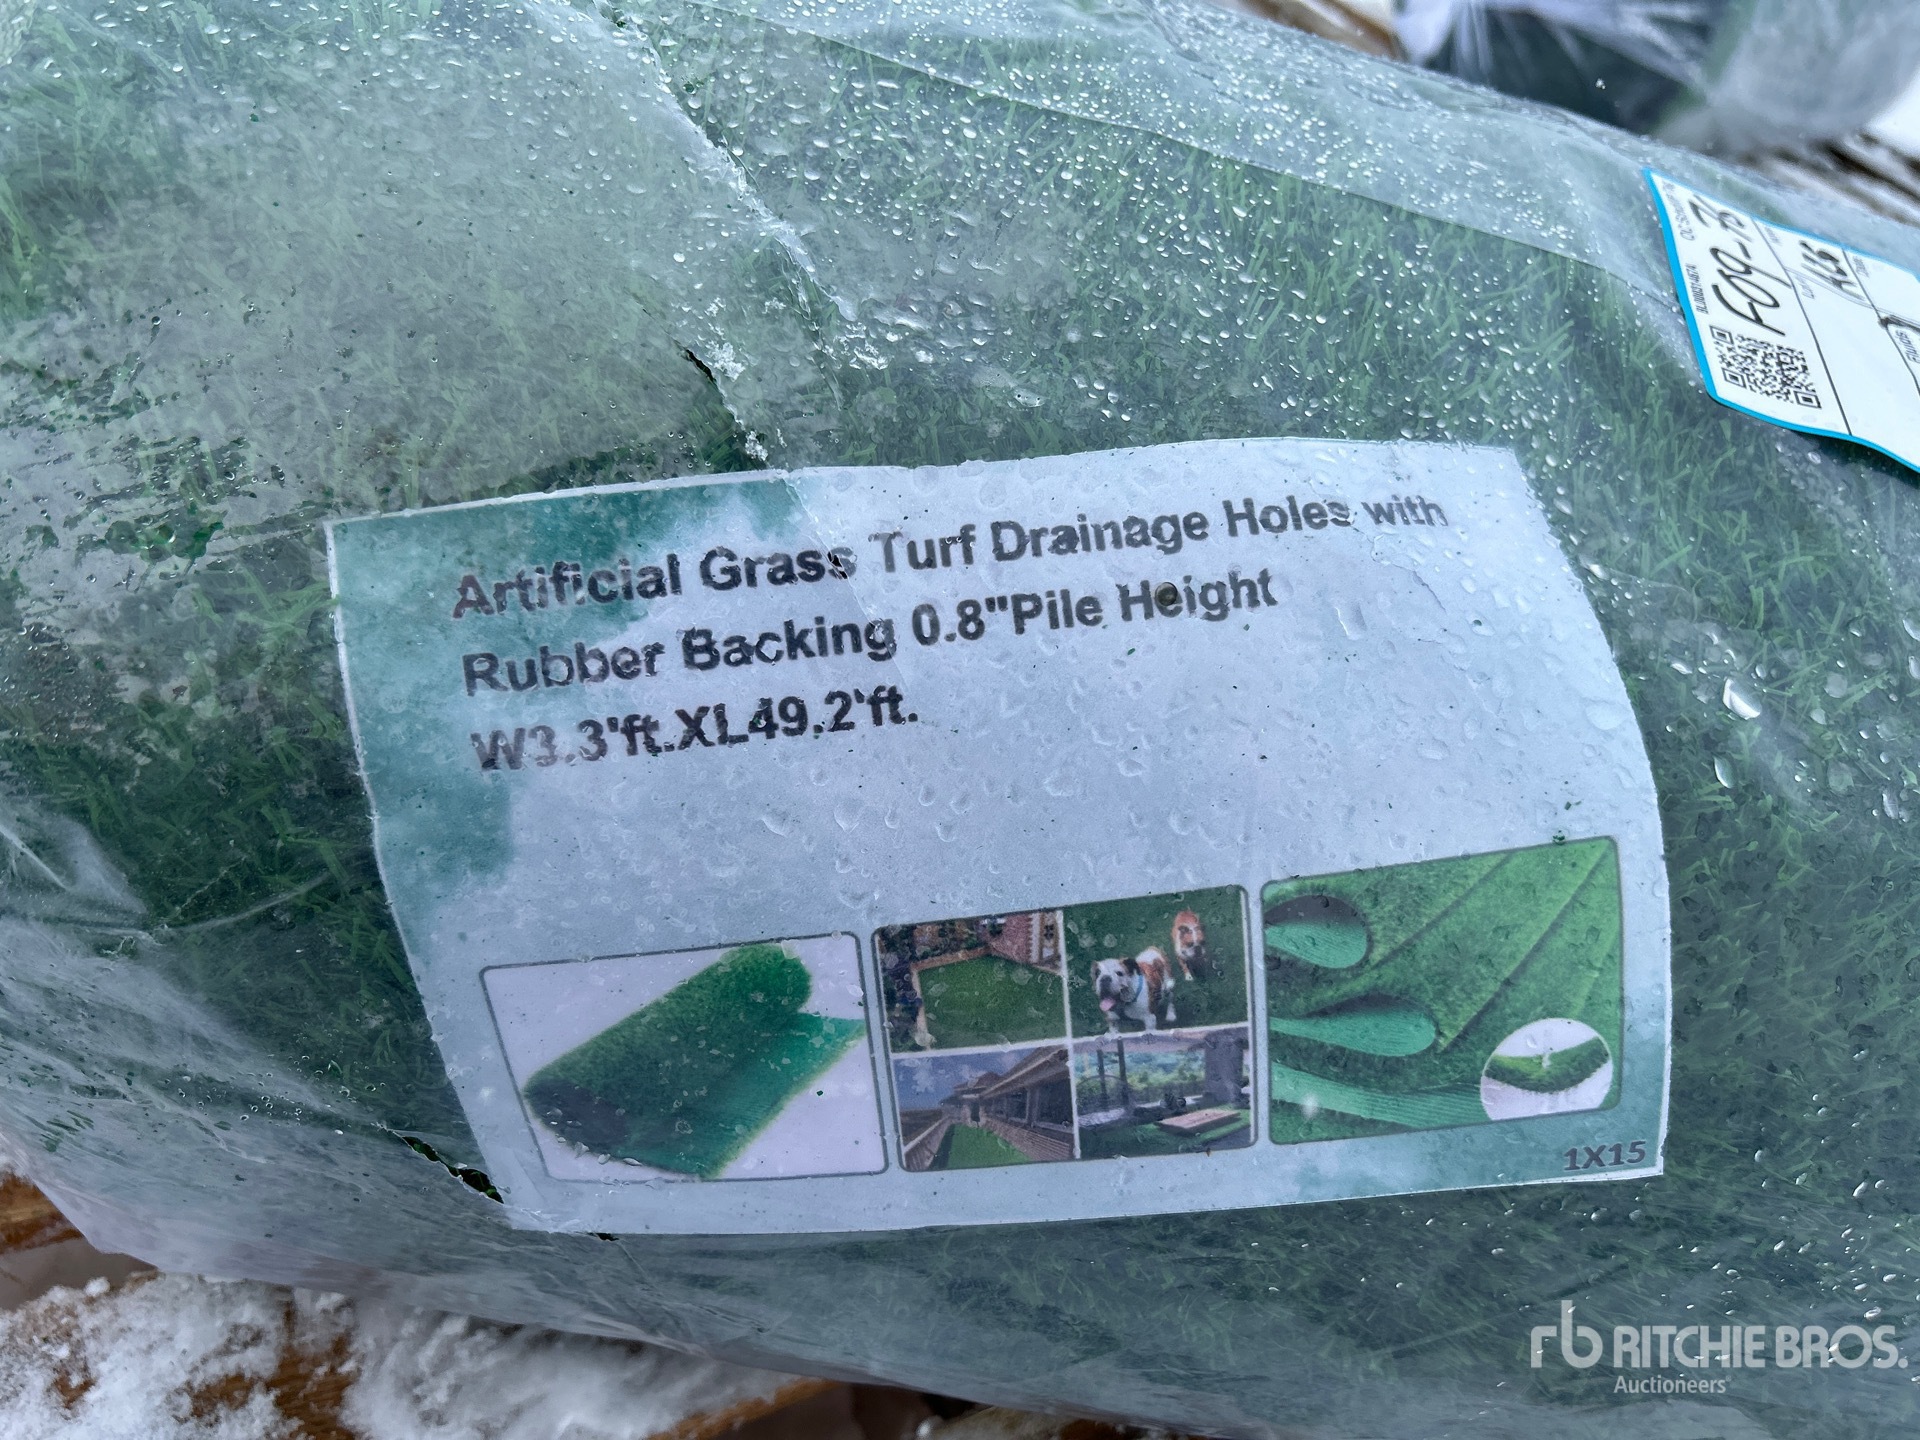 Artificial Grass Turf Drainage Holes with
Rubber Backing 0.8"Pile Height
W3.3'ft.XL49.2'ft.
1X15
rb RITCHIE BROS.
Auctioneers